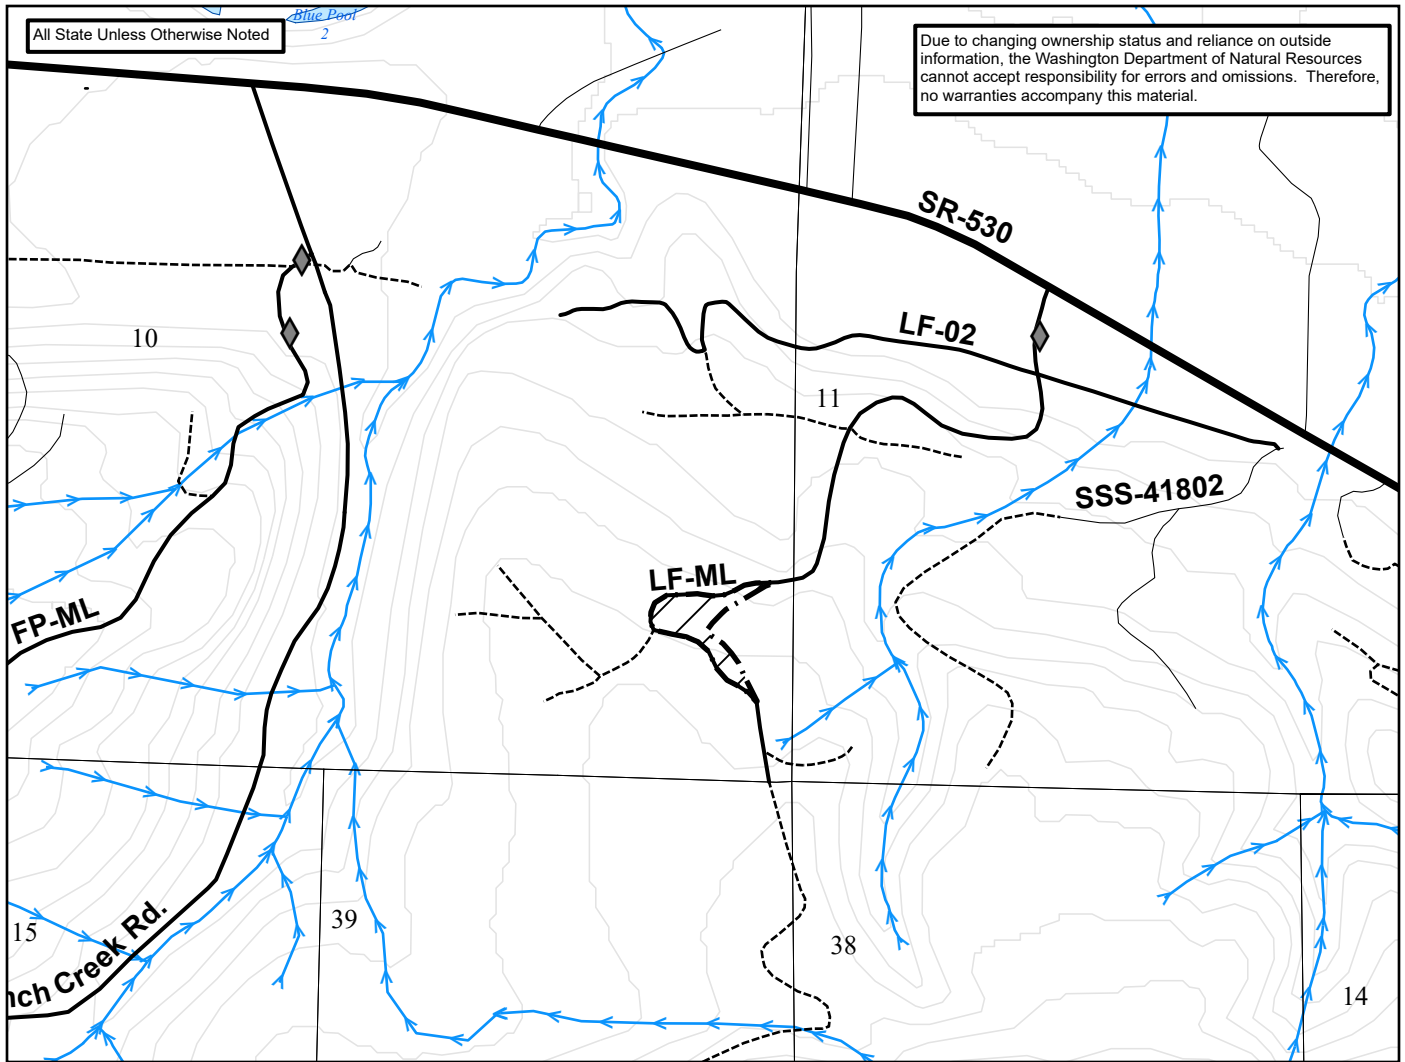 Blue Pool
2
All State Unless Otherwise Noted
Due to changing ownership status and reliance on outside
information, the Washington Department of Natural Resources
cannot accept responsibility for errors and omissions. Therefore,
no warranties accompany this material.
SR-530
LF-02
10
11
SSS-41802
LF-ML
FP-ML
15
nch Creek Rd.
39
38
14